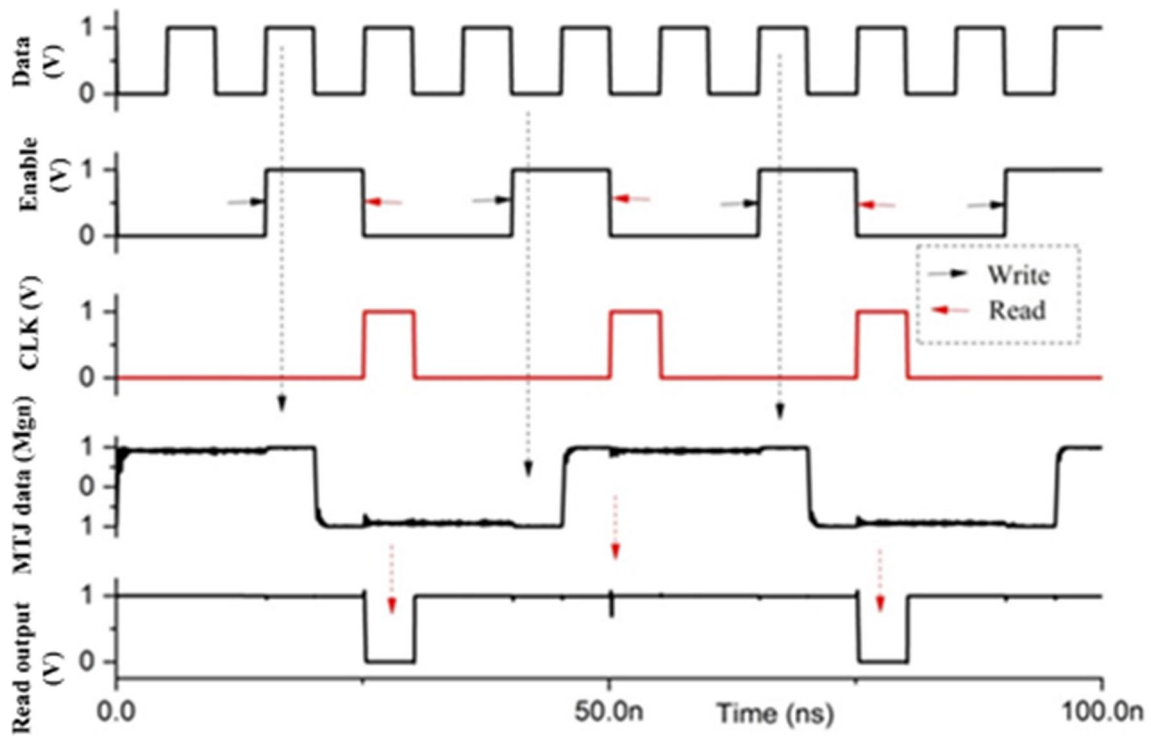 Data
(V)
1
0
Enable
(V)
1
0
Write
Read
CLK (V)
1
0
MTJ data (Mgn)
1
0
1
Read output
(V)
1
0
0.0
50.0n
Time (ns)
100.0n